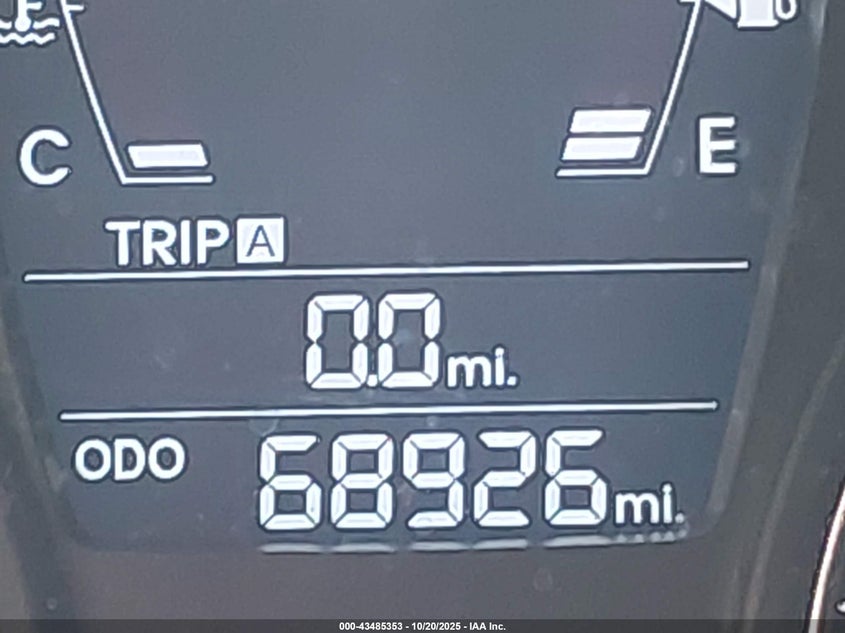 C E
TRIP A
0.0 mi.
ODO 68926 mi.
000-43485353 - 10/20/2025 - IAA Inc.